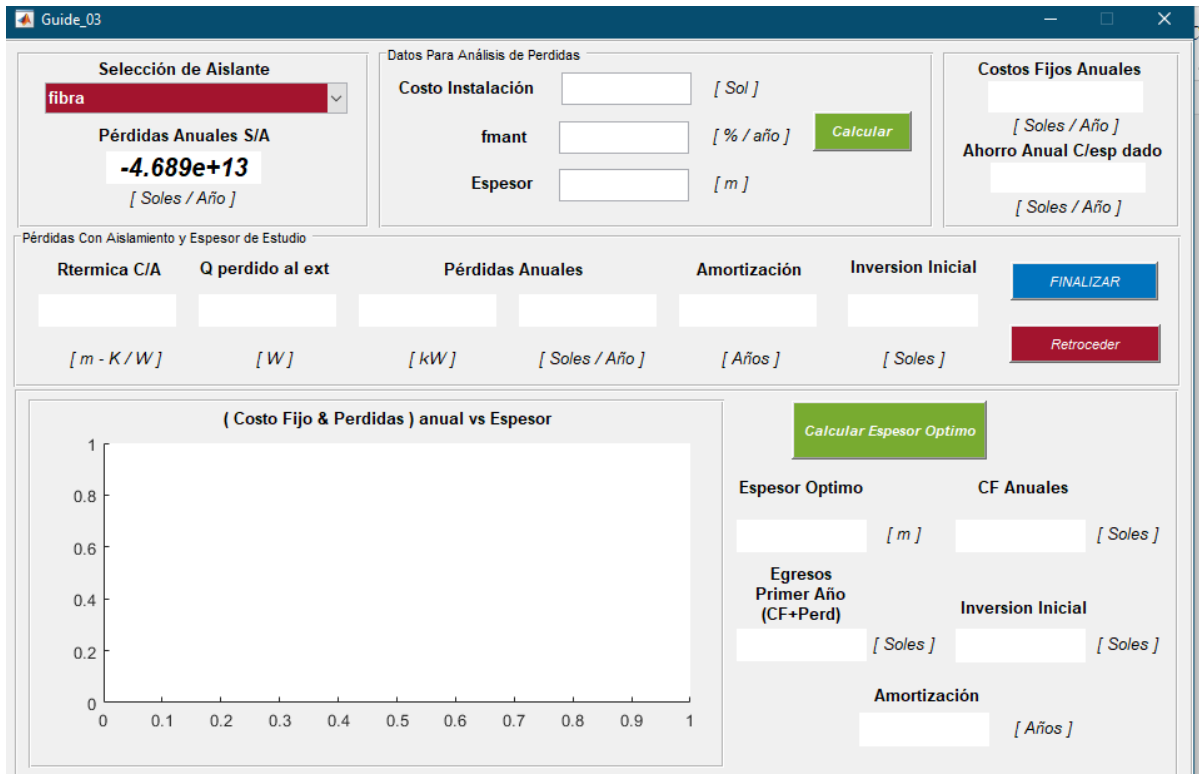 Guide_03
Selección de Aislante
fibra
Pérdidas Anuales S/A
-4.689e+13
[ Soles / Año ]
Datos Para Análisis de Perdidas
Costo Instalación
[ Sol ]
fmant
[ % / año ]
Calcular
Espesor
[ m ]
Costos Fijos Anuales
[ Soles / Año ]
Ahorro Anual C/esp dado
[ Soles / Año ]
Pérdidas Con Aislamiento y Espesor de Estudio
Rtermica C/A
Q perdido al ext
Pérdidas Anuales
Amortización
Inversion Inicial
[ m - K / W ]
[ W ]
[ kW ]
[ Soles / Año ]
[ Años ]
[ Soles ]
FINALIZAR
Retroceder
( Costo Fijo & Perdidas ) anual vs Espesor
1
0.8
0.6
0.4
0.2
0
0 0.1 0.2 0.3 0.4 0.5 0.6 0.7 0.8 0.9 1
Calcular Espesor Optimo
Espesor Optimo
[ m ]
CF Anuales
[ Soles ]
Egresos
Primer Año
(CF+Perd)
[ Soles ]
Inversion Inicial
[ Soles ]
Amortización
[ Años ]